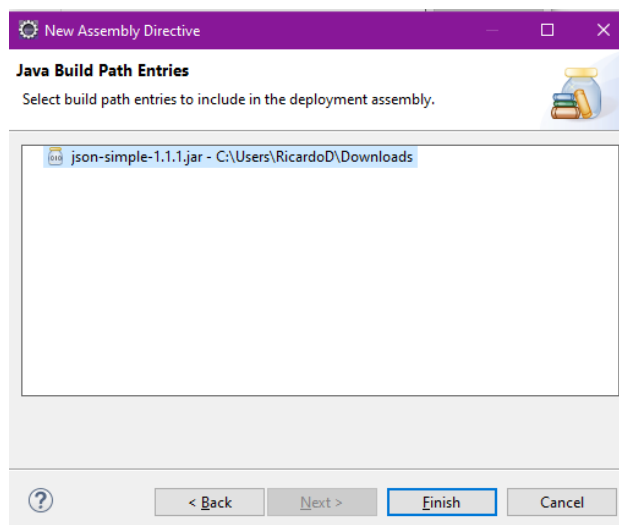 New Assembly Directive
Java Build Path Entries
Select build path entries to include in the deployment assembly.
json-simple-1.1.1.jar - C:\Users\RicardoD\Downloads
?
< Back
Next >
Finish
Cancel